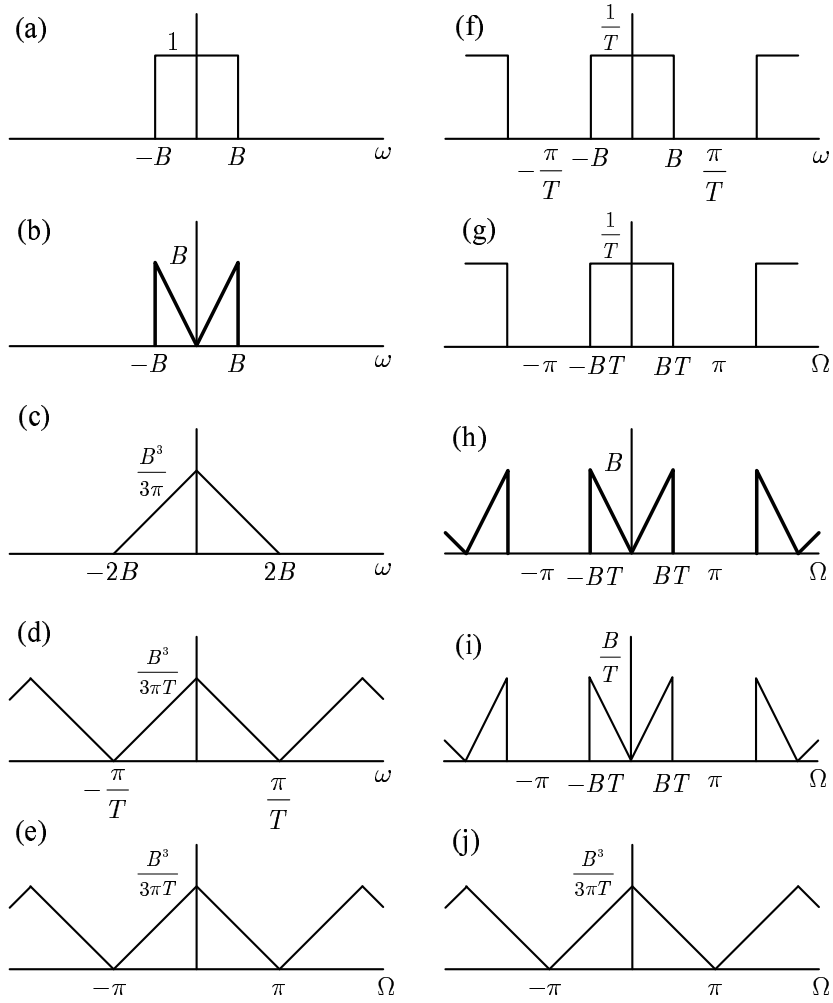 (a)
1
−B B ω
(b)
B
−B B ω
(c)
B³/3π
−2B 2B ω
(d)
B³/3πT
−π/T π/T ω
(e)
B³/3πT
−π π Ω
(f)
1/T
−π/T −B B π/T ω
(g)
1/T
−π −BT BT π Ω
(h)
B
−π −BT BT π Ω
(i)
B/T
−π −BT BT π Ω
(j)
B³/3πT
−π π Ω